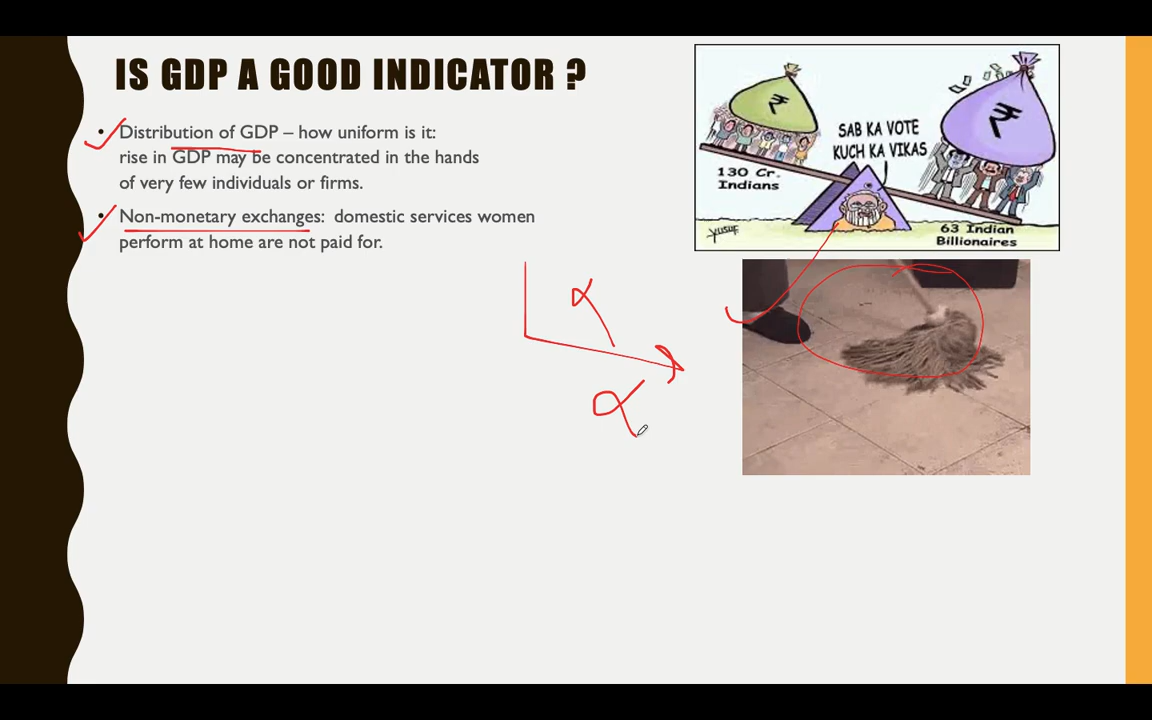 IS GDP A GOOD INDICATOR ?
• Distribution of GDP – how uniform is it:
rise in GDP may be concentrated in the hands
of very few individuals or firms.
• Non-monetary exchanges: domestic services women
perform at home are not paid for.
₹
₹
SAB KA VOTE
KUCH KA VIKAS
130 Cr.
Indians
63 Indian
Billionaires
YUSUF
α
α